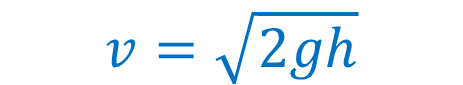 v = √2gh